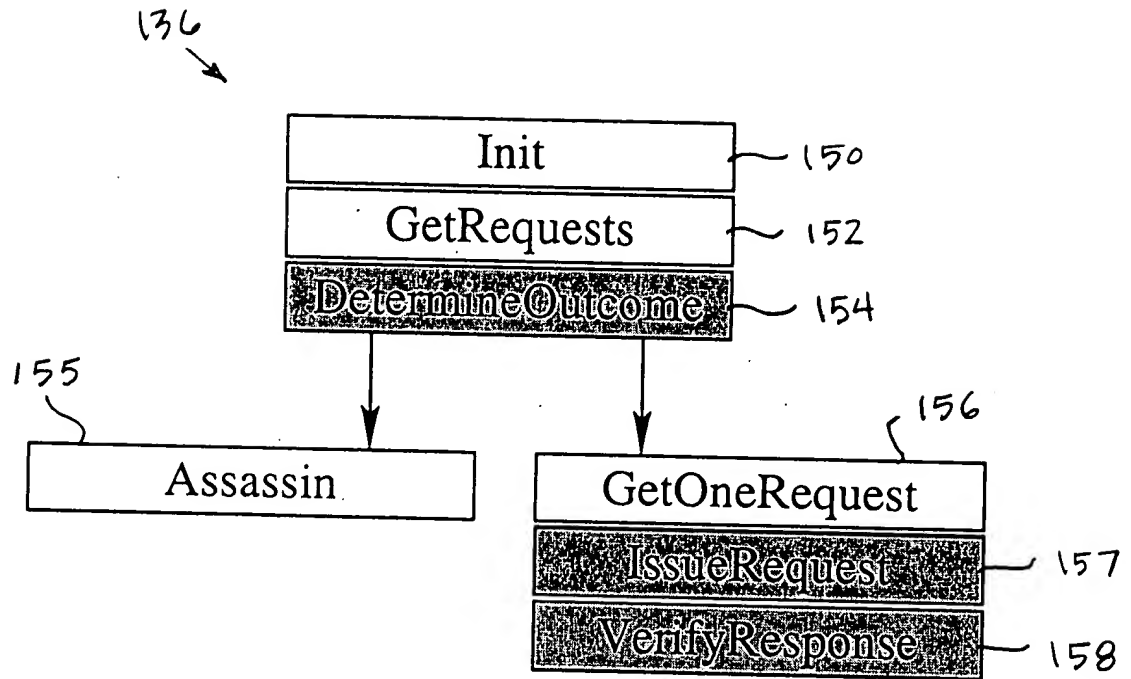 136
Init
150
GetRequests
152
DetermineOutcome
154
155
156
Assassin
GetOneRequest
IssueRequest
157
VerifyResponse
158